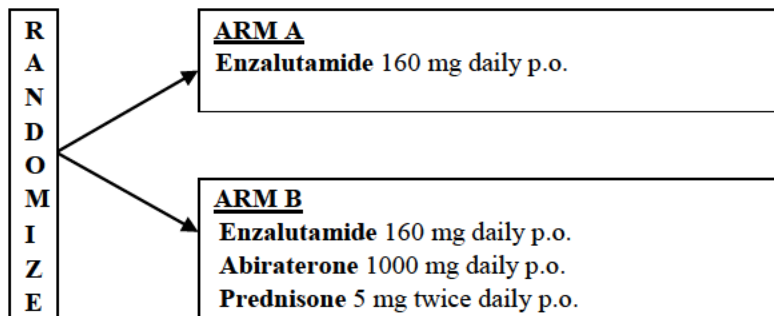 RANDOMIZE
ARM A
Enzalutamide 160 mg daily p.o.
ARM B
Enzalutamide 160 mg daily p.o.
Abiraterone 1000 mg daily p.o.
Prednisone 5 mg twice daily p.o.